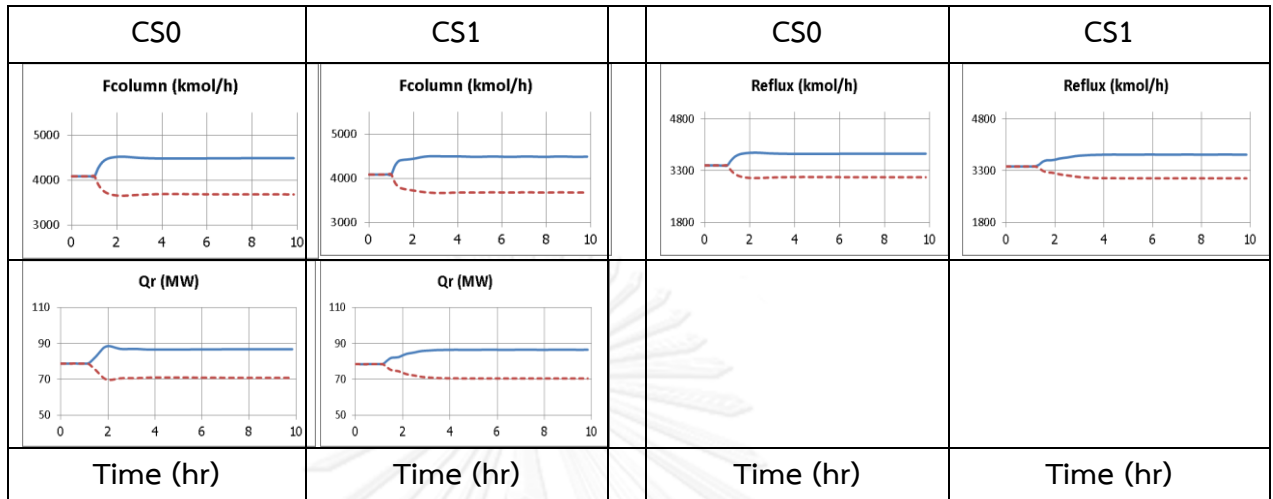 CS0 CS1 CS0 CS1
Fcolumn (kmol/h)
5000
4000
3000
0 2 4 6 8 10
Fcolumn (kmol/h)
5000
4000
3000
0 2 4 6 8 10
Reflux (kmol/h)
4800
3300
1800
0 2 4 6 8 10
Reflux (kmol/h)
4800
3300
1800
0 2 4 6 8 10
Qr (MW)
110
90
70
50
0 2 4 6 8 10
Qr (MW)
110
90
70
50
0 2 4 6 8 10
Time (hr) Time (hr) Time (hr) Time (hr)